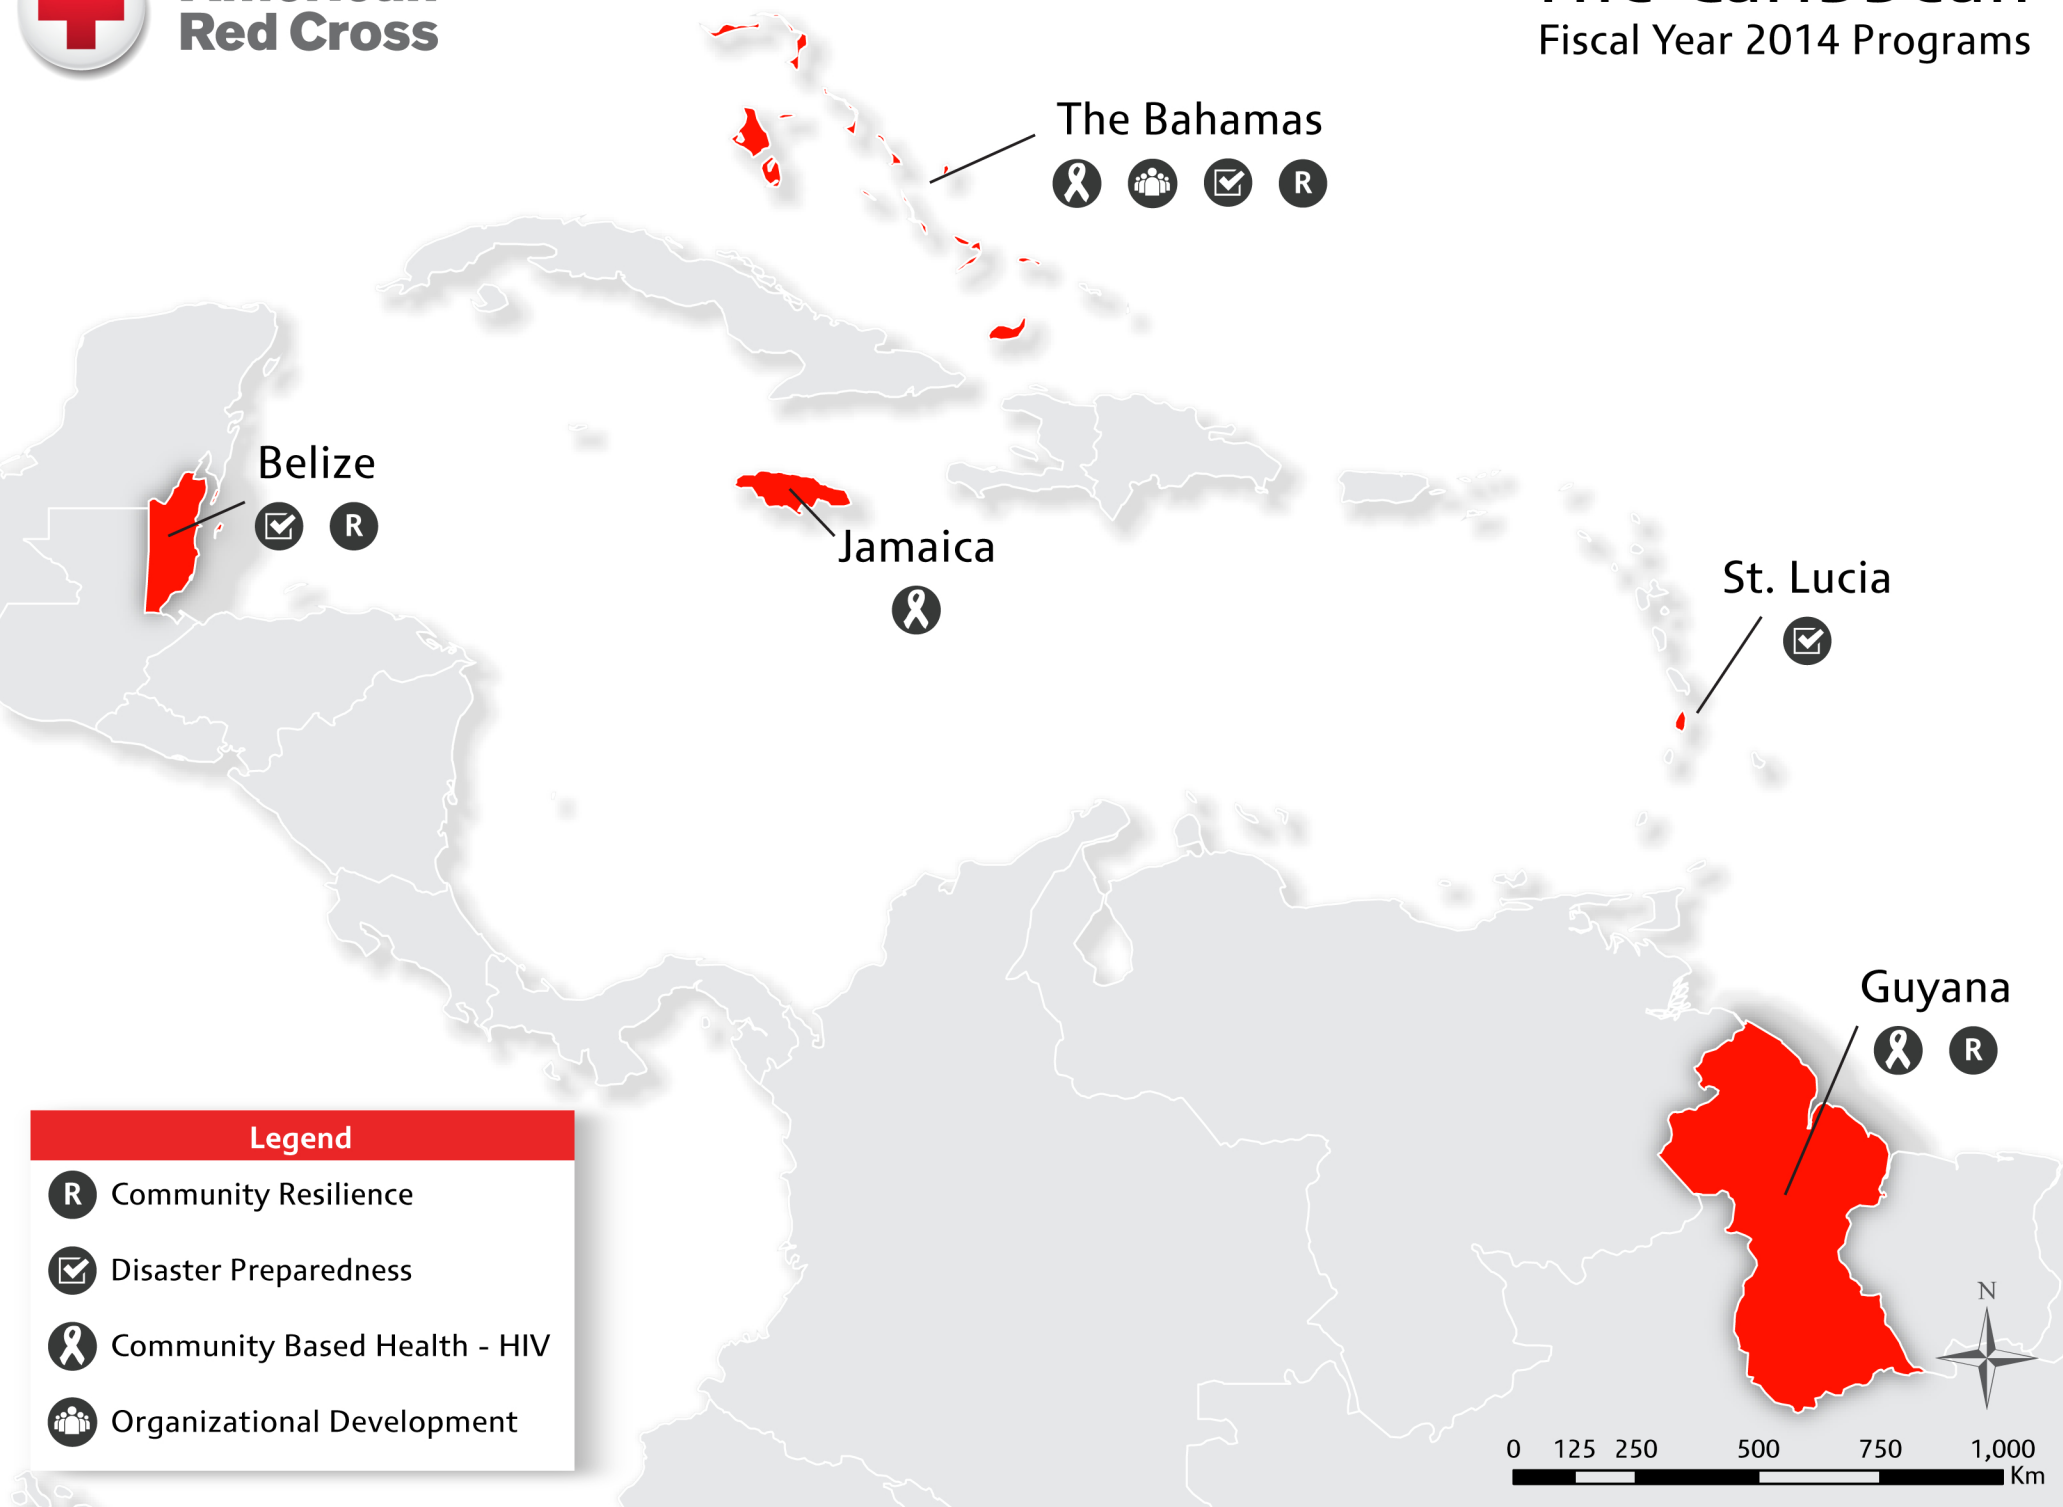 Red Cross
Fiscal Year 2014 Programs
The Bahamas
R
Belize
R
Jamaica
St. Lucia
Guyana
R
Legend
R Community Resilience
Disaster Preparedness
Community Based Health - HIV
Organizational Development
N
0 125 250 500 750 1,000
Km